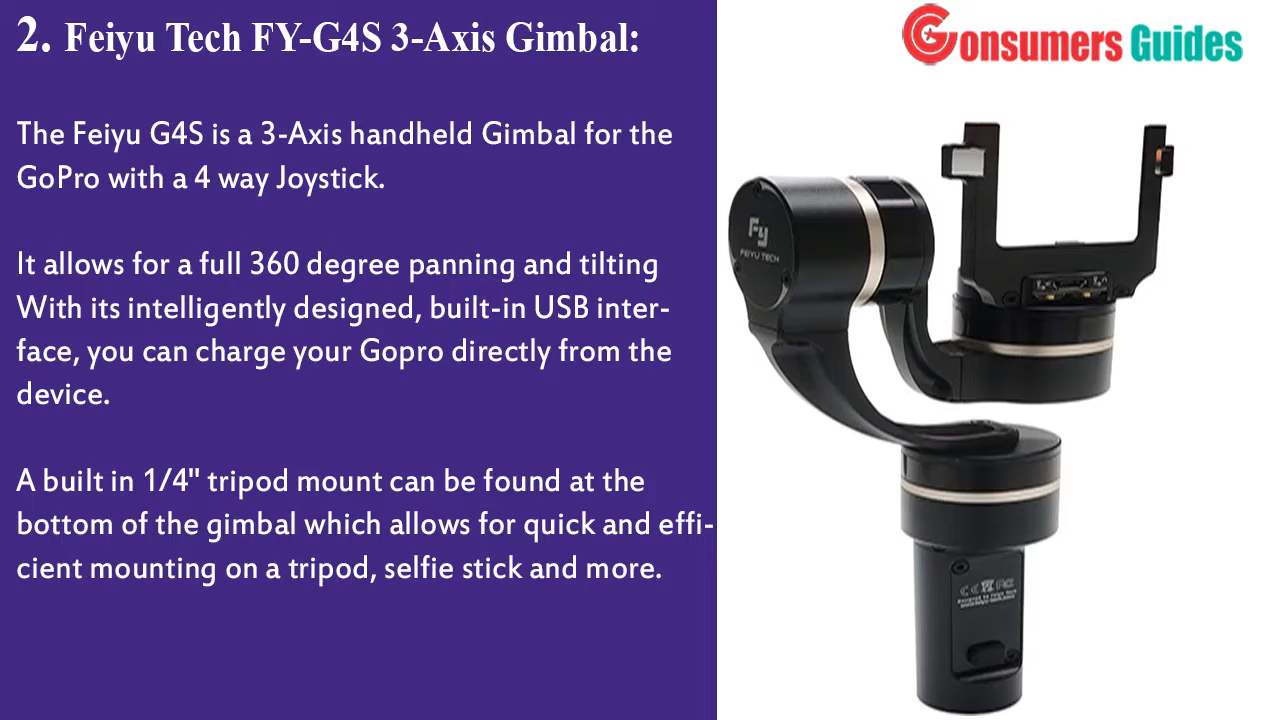 2. Feiyu Tech FY-G4S 3-Axis Gimbal:
Consumers Guides
The Feiyu G4S is a 3-Axis handheld Gimbal for the
GoPro with a 4 way Joystick.
It allows for a full 360 degree panning and tilting
With its intelligently designed, built-in USB inter-
face, you can charge your Gopro directly from the
device.
A built in 1/4" tripod mount can be found at the
bottom of the gimbal which allows for quick and effi-
cient mounting on a tripod, selfie stick and more.
Fy
FEIYU TECH
Designed by Feiyu Tech